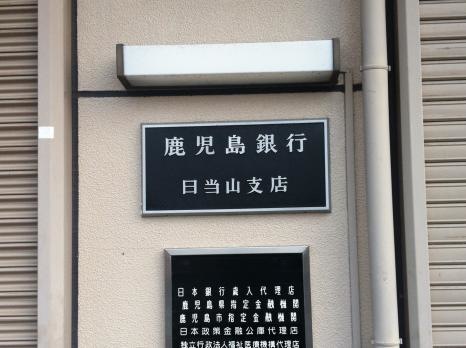 鹿児島銀行
日当山支店
日本銀行歳入代理店
鹿児島県指定金融機関
鹿児島市指定金融機関
日本政策金融公庫代理店
独立行政法人福祉医療機構代理店